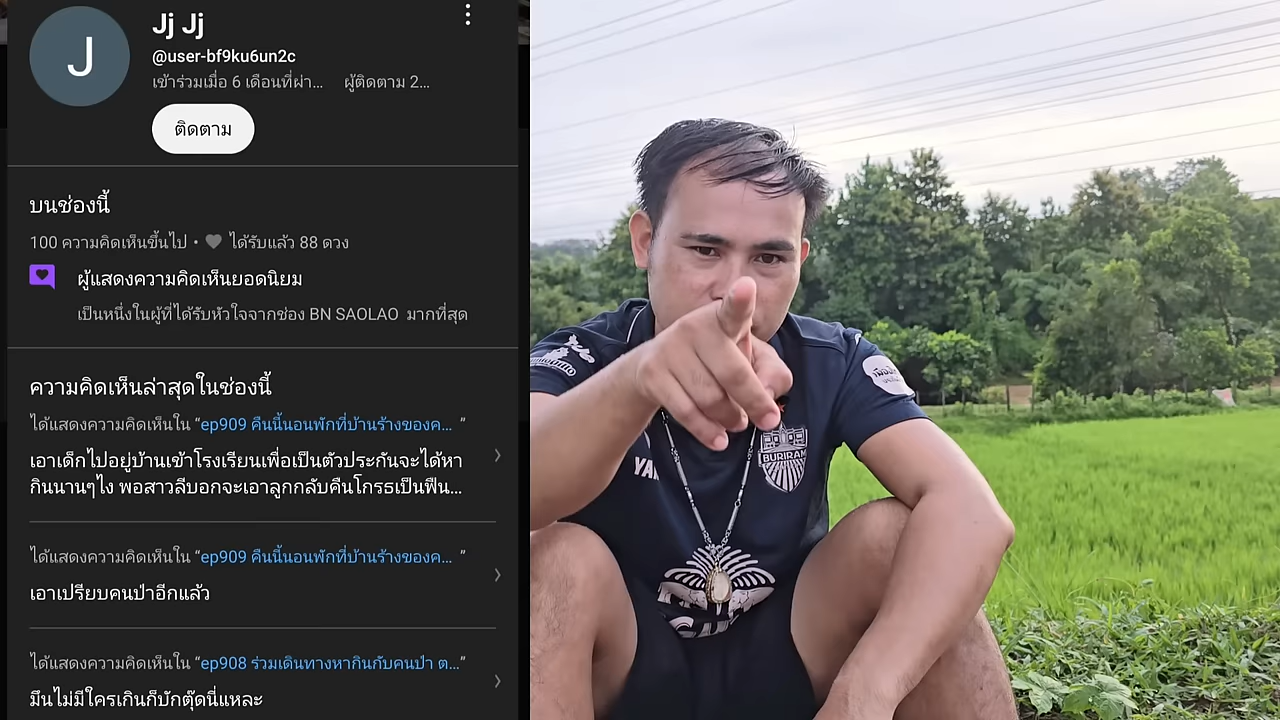 J
Jj Jj
@user-bf9ku6un2c
เข้าร่วมเมื่อ 6 เดือนที่ผ่า... ผู้ติดตาม 2...
ติดตาม
บนช่องนี้
100 ความคิดเห็นขึ้นไป • ได้รับแล้ว 88 ดวง
ผู้แสดงความคิดเห็นยอดนิยม
เป็นหนึ่งในผู้ที่ได้รับหัวใจจากช่อง BN SAOLAO มากที่สุด
ความคิดเห็นล่าสุดในช่องนี้
ได้แสดงความคิดเห็นใน “ep909 คืนนี้นอนพักที่บ้านร้างของค... ”
เอาเด็กไปอยู่บ้านเข้าโรงเรียนเพื่อเป็นตัวประกันจะได้หา
กินนานๆไง พอสาวลีบอกจะเอาลูกกลับคืนโกรธเป็นฟืน...
ได้แสดงความคิดเห็นใน “ep909 คืนนี้นอนพักที่บ้านร้างของค... ”
เอาเปรียบคนป่าอีกแล้ว
ได้แสดงความคิดเห็นใน “ep908 ร่วมเดินทางหากินกับคนป่า ต...”
มึนไม่มีใครเกินก็บักตุ๊ดนี่แหละ
BURIRAM